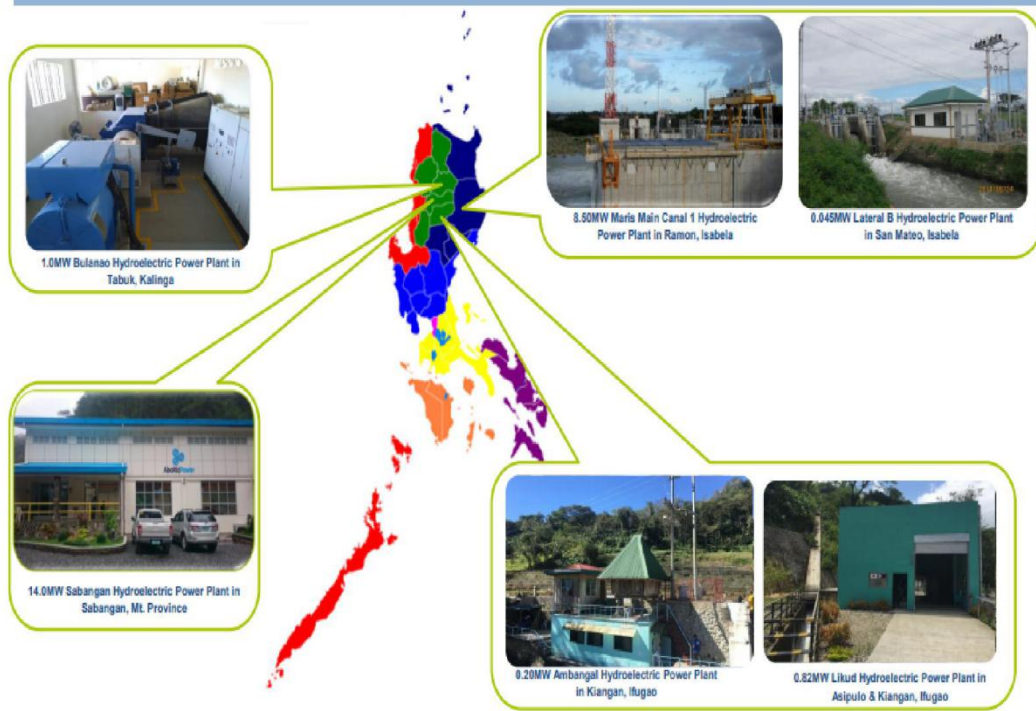 1.0MW Bulanao Hydroelectric Power Plant in
Tabuk, Kalinga
8.50MW Maris Main Canal 1 Hydroelectric
Power Plant in Ramon, Isabela
0.045MW Lateral B Hydroelectric Power Plant
in San Mateo, Isabela
AboitizPower
14.0MW Sabangan Hydroelectric Power Plant in
Sabangan, Mt. Province
0.20MW Ambangal Hydroelectric Power Plant
in Kiangan, Ifugao
0.82MW Likud Hydroelectric Power Plant in
Asipulo & Kiangan, Ifugao